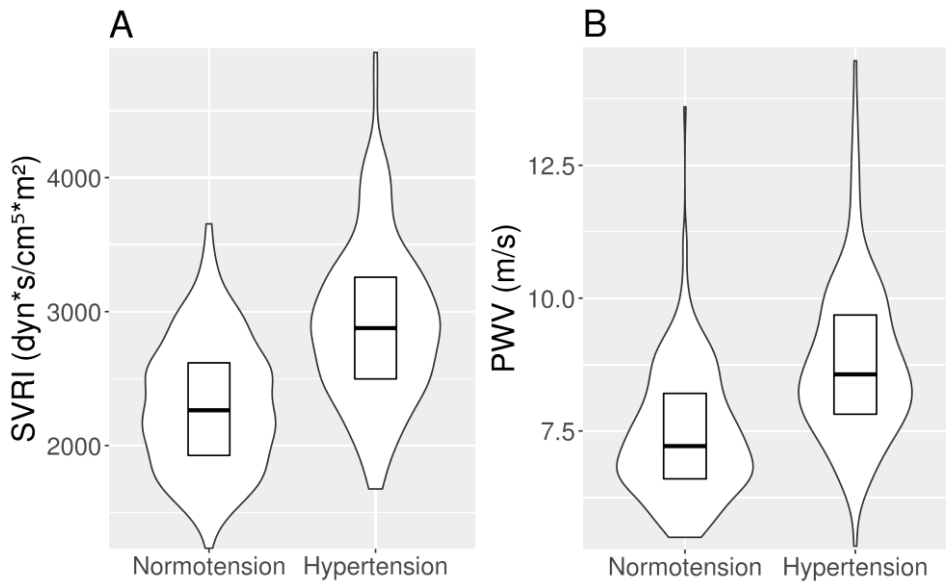 A
SVRI (dyn*s/cm⁵*m²)
4000
3000
2000
Normotension Hypertension
B
PWV (m/s)
12.5
10.0
7.5
Normotension Hypertension